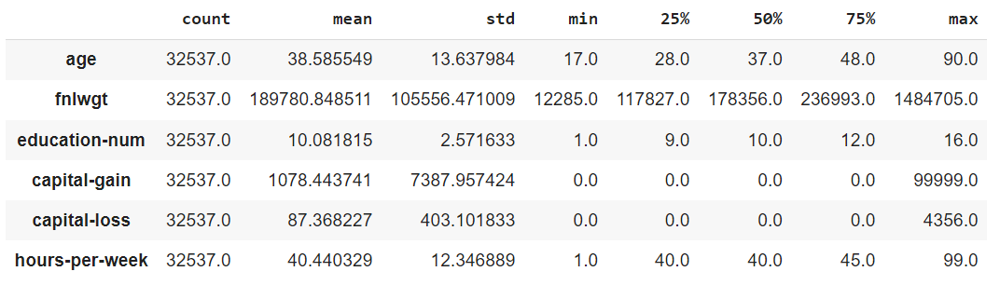 count mean std min 25% 50% 75% max
age 32537.0 38.585549 13.637984 17.0 28.0 37.0 48.0 90.0
fnlwgt 32537.0 189780.848511 105556.471009 12285.0 117827.0 178356.0 236993.0 1484705.0
education-num 32537.0 10.081815 2.571633 1.0 9.0 10.0 12.0 16.0
capital-gain 32537.0 1078.443741 7387.957424 0.0 0.0 0.0 0.0 99999.0
capital-loss 32537.0 87.368227 403.101833 0.0 0.0 0.0 0.0 4356.0
hours-per-week 32537.0 40.440329 12.346889 1.0 40.0 40.0 45.0 99.0